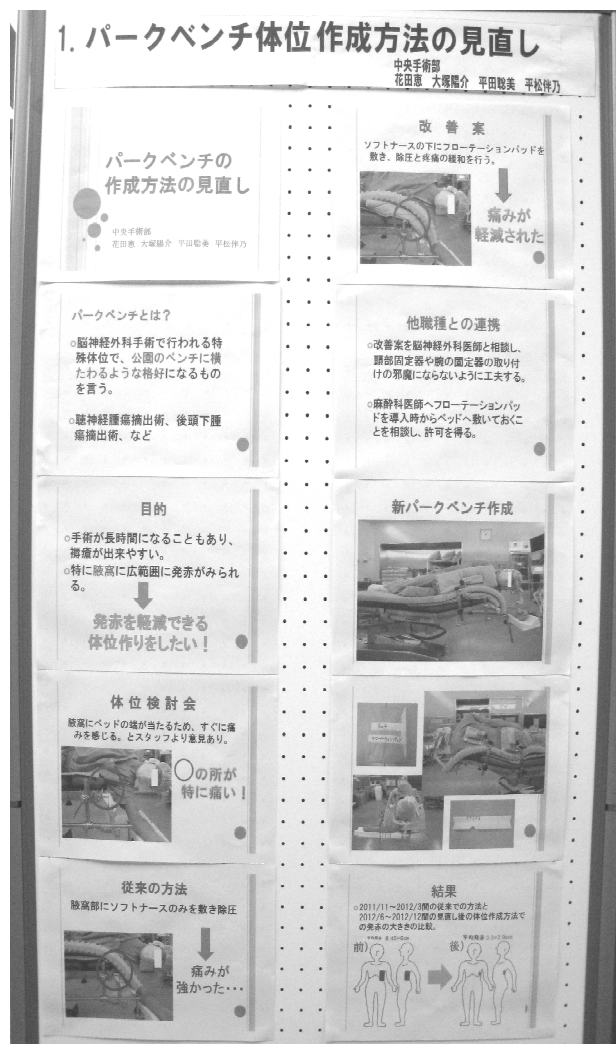 1. パークベンチ体位作成方法の見直し
中央手術部
花田恵　大塚陽介　平田聡美　平松伴乃
パークベンチの
作成方法の見直し
中央手術部
花田恵　大塚陽介　平田聡美　平松伴乃
パークベンチとは？
○脳神経外科手術で行われる特
殊体位で、公園のベンチに横
たわるような格好になるもの
を言う。
○聴神経腫瘍摘出術、後頭下腫
瘍摘出術、など
目的
○手術が長時間になることもあり、
褥瘡が出来やすい。
○特に腋窩に広範囲に発赤がみられ
る。
発赤を軽減できる
体位作りをしたい！
体位検討会
腋窩にベッドの端が当たるため、すぐに痛
みを感じる。とスタッフより意見あり。
○の所が
特に痛い！
従来の方法
腋窩部にソフトナースのみを敷き除圧
痛みが
強かった・・・
改善案
ソフトナースの下にフローテーションパッドを
敷き、除圧と疼痛の緩和を行う。
痛みが
軽減された
他職種との連携
○改善案を脳神経外科医師と相談し、
頭部固定器や腕の固定器の取り付
けの邪魔にならないように工夫する。
○麻酔科医師へフローテーションパッ
ドを導入時からベッドへ敷いておくこ
とを相談し、許可を得る。
新パークベンチ作成
結果
○2011/11～2012/3間の従来での方法と
2012/6～2012/12間の見直し後の体位作成方法で
の発赤の大きさの比較。
前）
後）